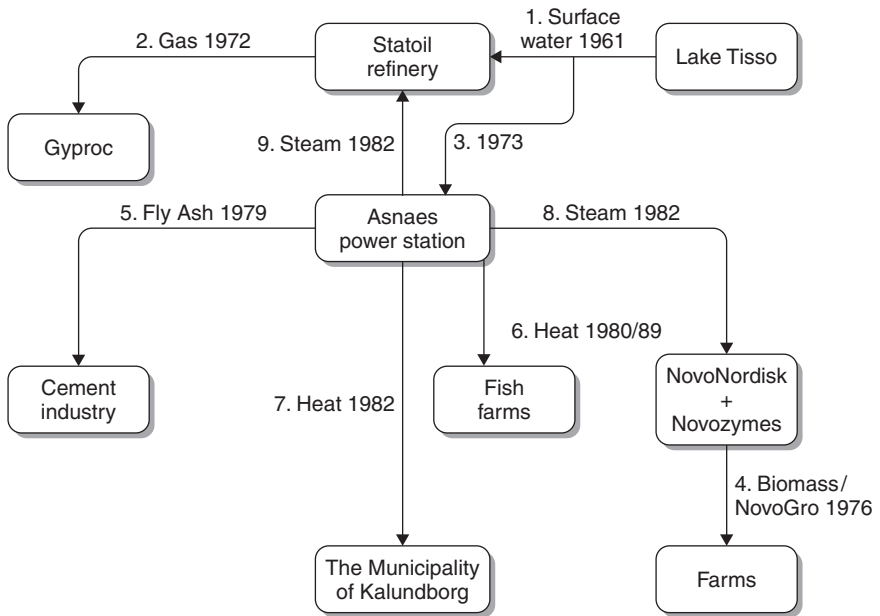 1. Surface
water 1961
2. Gas 1972
Statoil
refinery
Lake Tisso
Gyproc
9. Steam 1982
3. 1973
5. Fly Ash 1979
Asnaes
power station
8. Steam 1982
6. Heat 1980/89
Cement
industry
7. Heat 1982
Fish
farms
NovoNordisk
+
Novozymes
4. Biomass/
NovoGro 1976
The Municipality
of Kalundborg
Farms